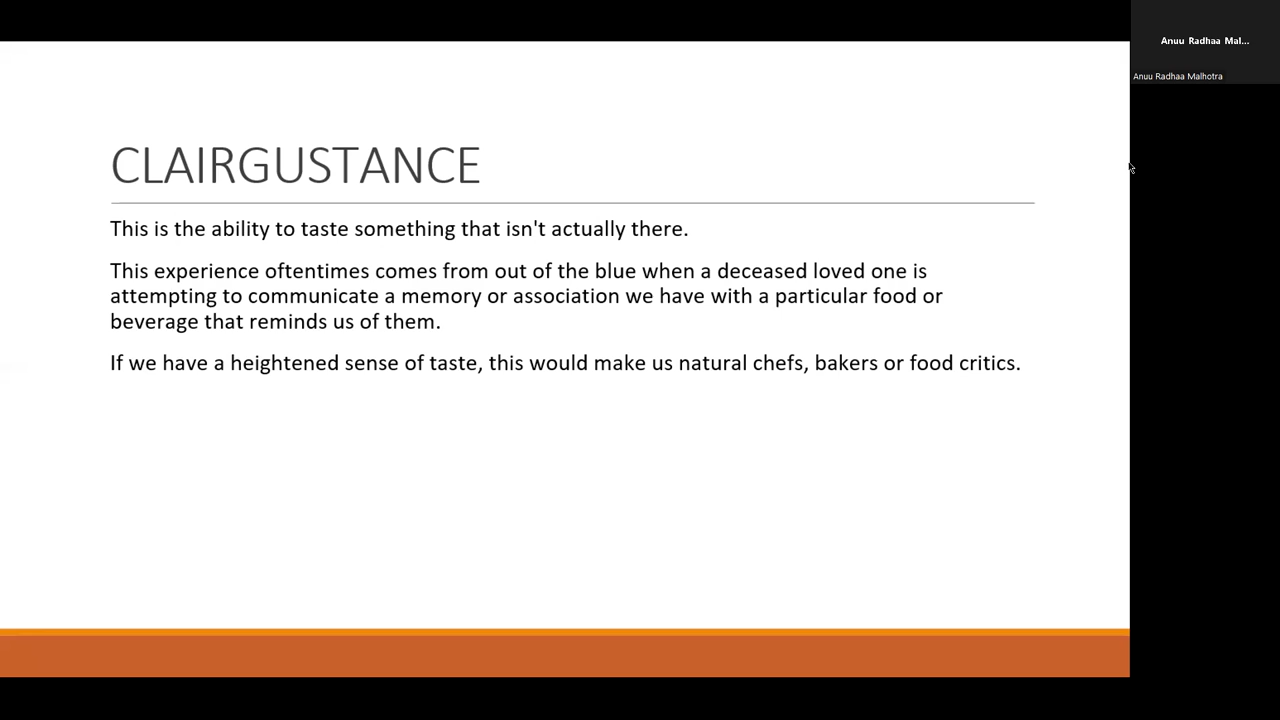 Anuu Radhaa Mal...
Anuu Radhaa Malhotra
CLAIRGUSTANCE
This is the ability to taste something that isn't actually there.
This experience oftentimes comes from out of the blue when a deceased loved one is
attempting to communicate a memory or association we have with a particular food or
beverage that reminds us of them.
If we have a heightened sense of taste, this would make us natural chefs, bakers or food critics.